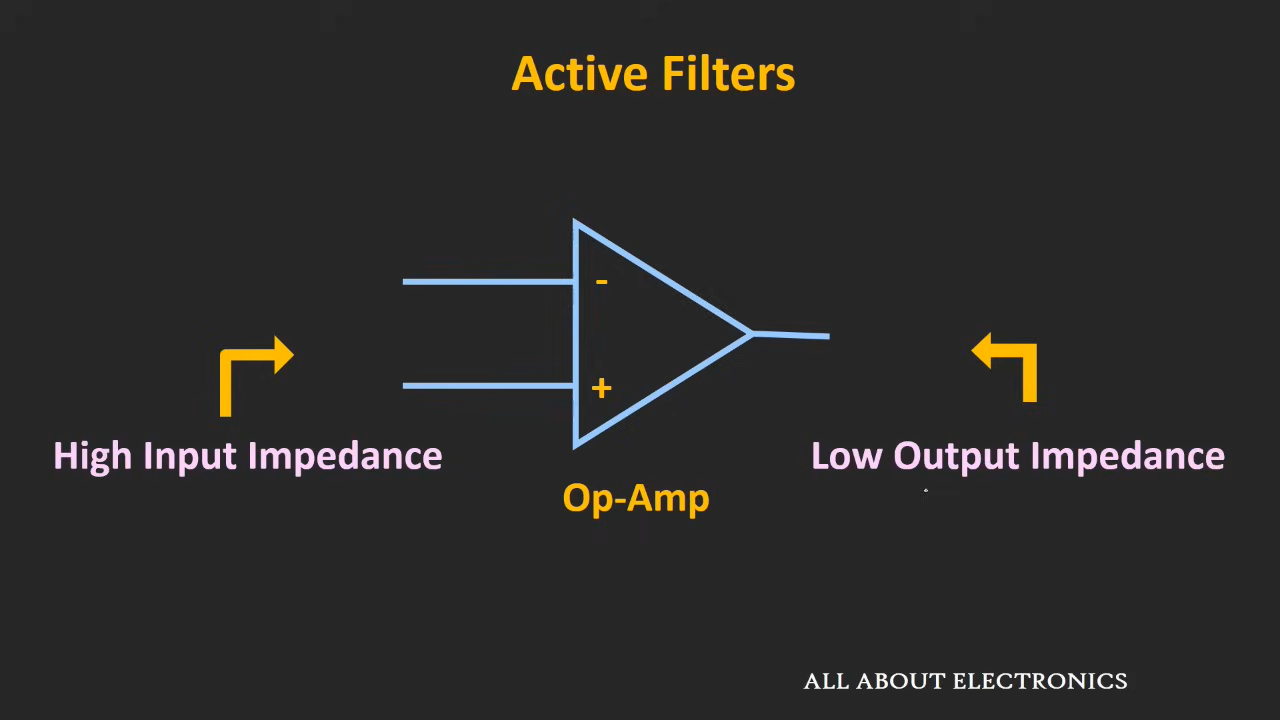 Active Filters
-
+
High Input Impedance
Low Output Impedance
Op-Amp
ALL ABOUT ELECTRONICS